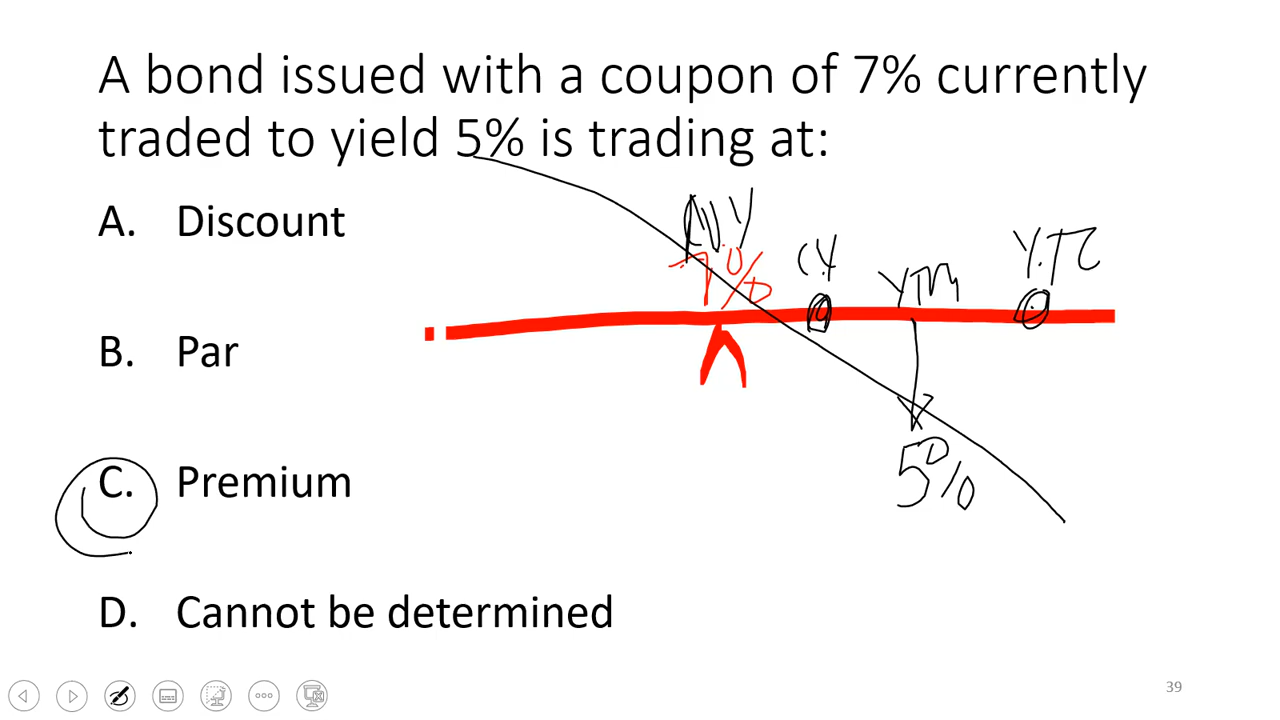 A bond issued with a coupon of 7% currently
traded to yield 5% is trading at:
A. Discount
B. Par
C. Premium
D. Cannot be determined
7%
CY
YTM
YTC
5%
39